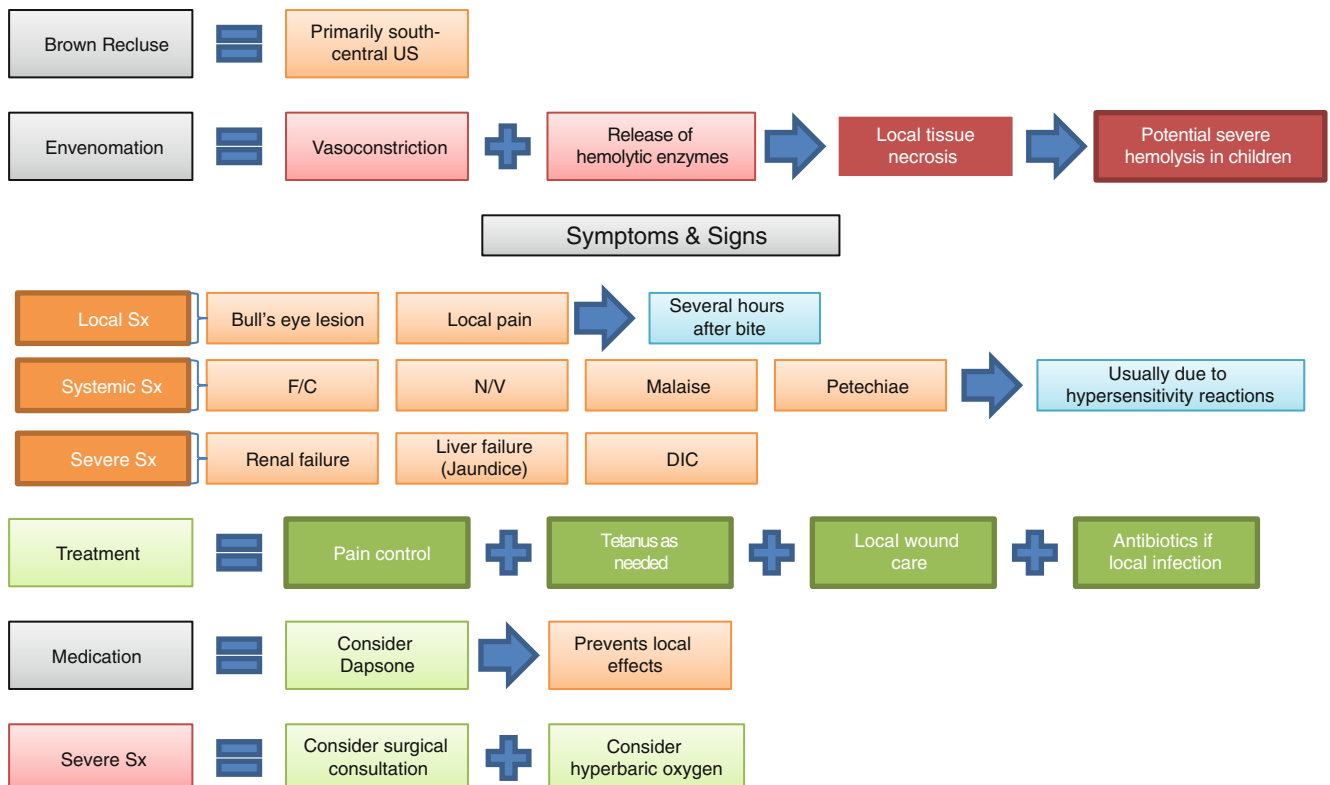 Brown Recluse
Primarily south-
central US
Envenomation
Vasoconstriction
Release of
hemolytic enzymes
Local tissue
necrosis
Potential severe
hemolysis in children
Symptoms & Signs
Local Sx
Bull's eye lesion
Local pain
Several hours
after bite
Systemic Sx
F/C
N/V
Malaise
Petechiae
Usually due to
hypersensitivity reactions
Severe Sx
Renal failure
Liver failure
(Jaundice)
DIC
Treatment
Pain control
Tetanus as
needed
Local wound
care
Antibiotics if
local infection
Medication
Consider
Dapsone
Prevents local
effects
Severe Sx
Consider surgical
consultation
Consider
hyperbaric oxygen